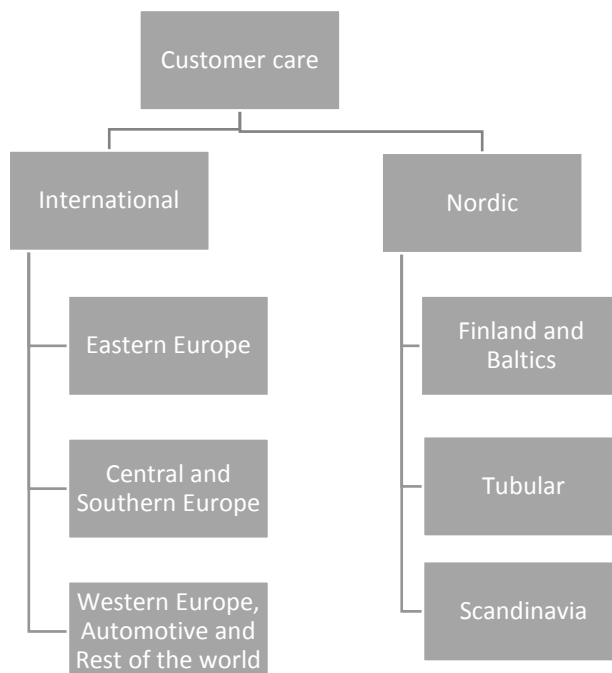 Customer care
International
Nordic
Eastern Europe
Finland and
Baltics
Central and
Southern Europe
Tubular
Western Europe,
Automotive and
Rest of the world
Scandinavia